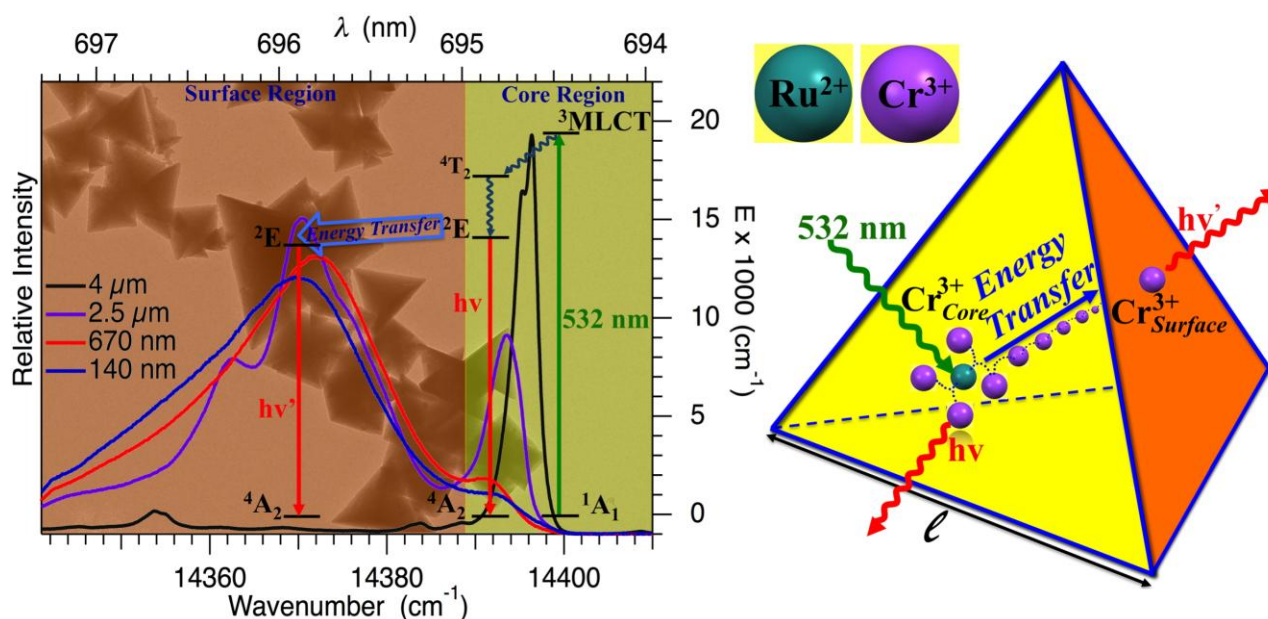 λ (nm)
697 696 695 694
Surface Region
Core Region
³MLCT
⁴T₂
²E
Energy Transfer
²E
4 µm
2.5 µm
670 nm
140 nm
hν
532 nm
hν'
⁴A₂
⁴A₂
¹A₁
Relative Intensity
14360 14380 14400
Wavenumber (cm⁻¹)
20
15
10
5
0
E x 1000 (cm⁻¹)
Ru²⁺
Cr³⁺
532 nm
hν'
Energy
Transfer
Cr³⁺Core
Cr³⁺Surface
hν
ℓ